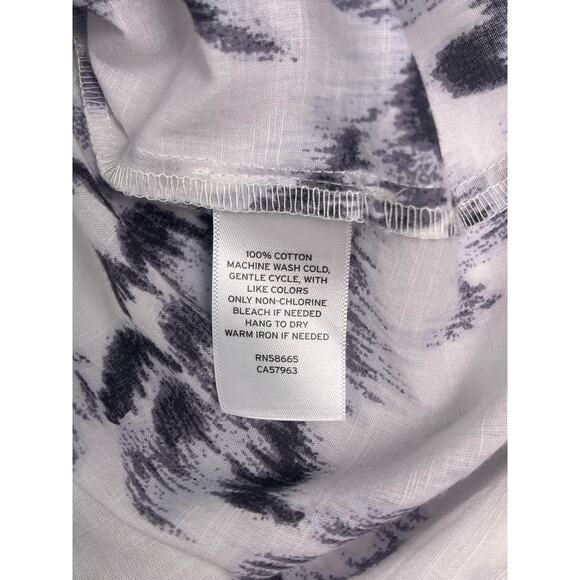 100% COTTON
MACHINE WASH COLD,
GENTLE CYCLE, WITH
LIKE COLORS
ONLY NON-CHLORINE
BLEACH IF NEEDED
HANG TO DRY
WARM IRON IF NEEDED
RN58665
CA57963